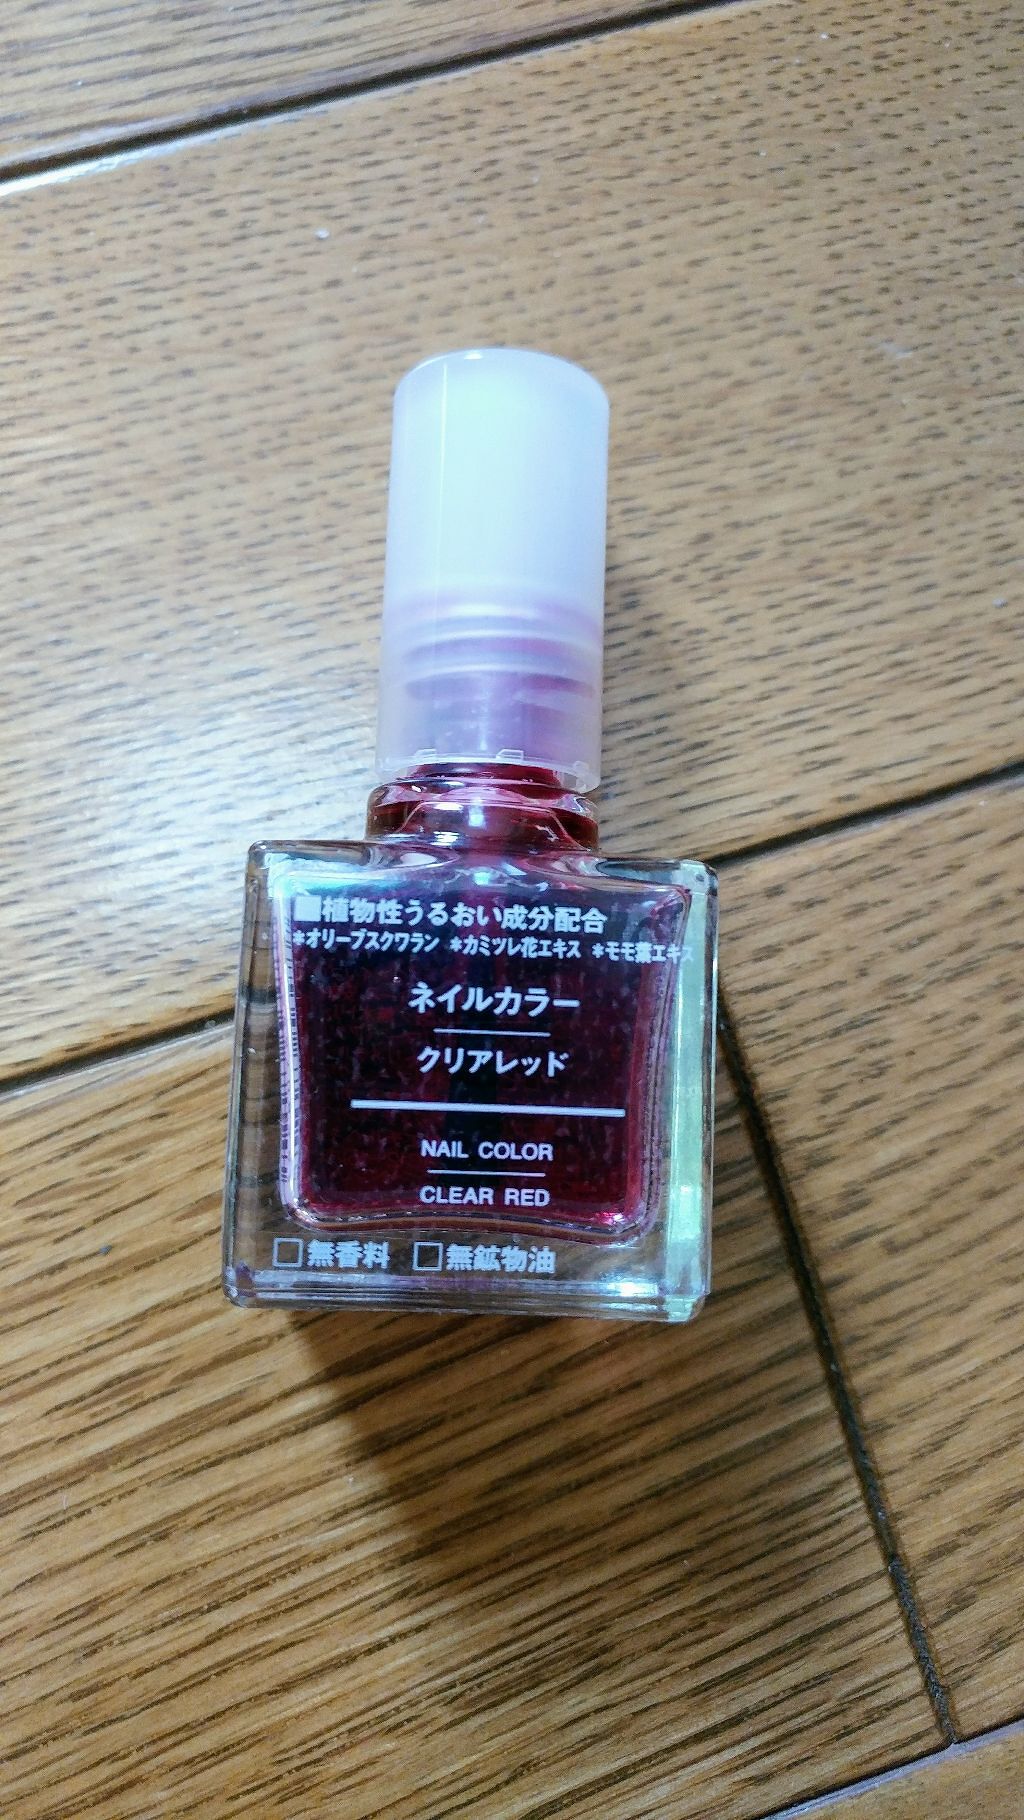 ■植物性うるおい成分配合
*オリーブスクワラン *カミツレ花エキス *モモ葉エキス
ネイルカラー
クリアレッド
NAIL COLOR
CLEAR RED
□無香料 □無鉱物油